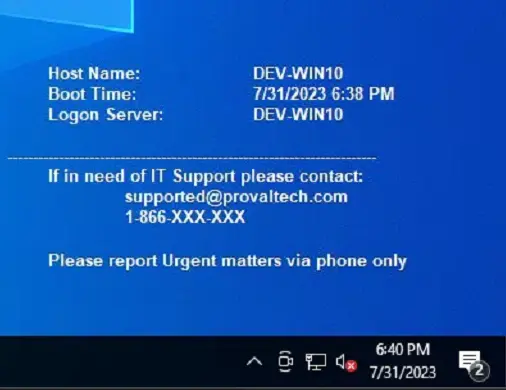 Host Name: DEV-WIN10
Boot Time: 7/31/2023 6:38 PM
Logon Server: DEV-WIN10
If in need of IT Support please contact:
supported@provaltech.com
1-866-XXX-XXX
Please report Urgent matters via phone only
6:40 PM
7/31/2023
2